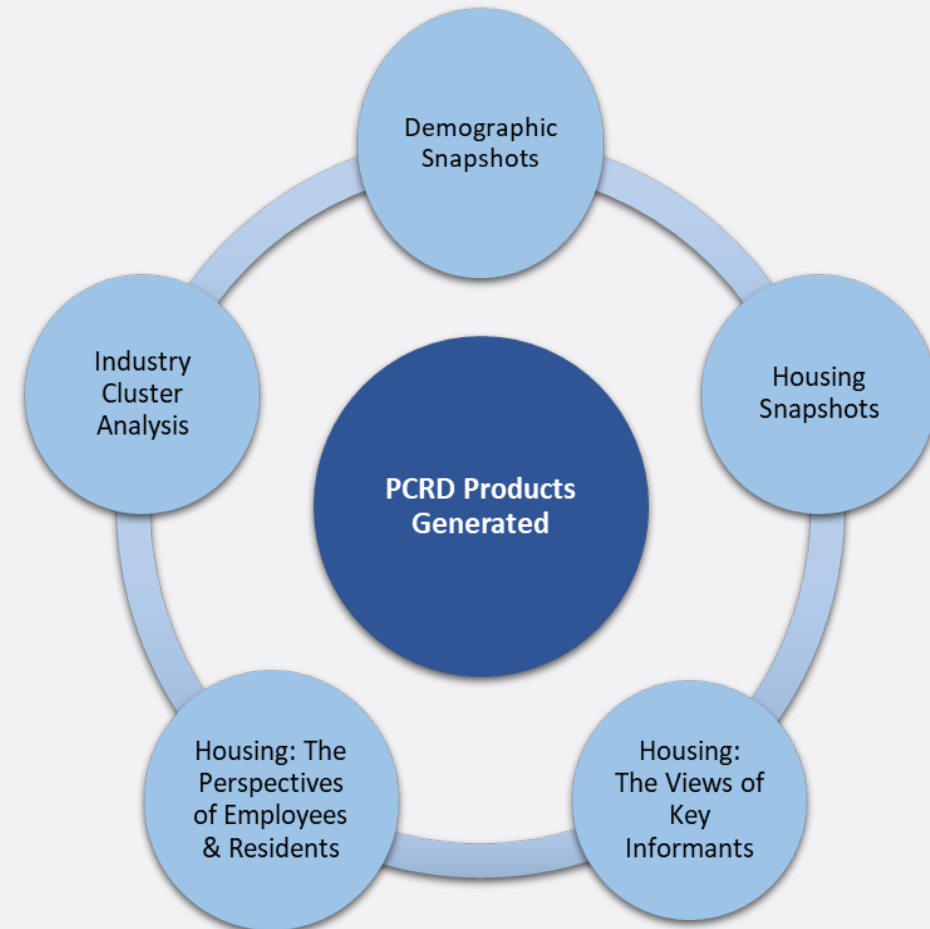 Demographic
Snapshots
Housing
Snapshots
Housing:
The Views of
Key
Informants
Housing: The
Perspectives
of Employees
& Residents
Industry
Cluster
Analysis
PCRD Products
Generated